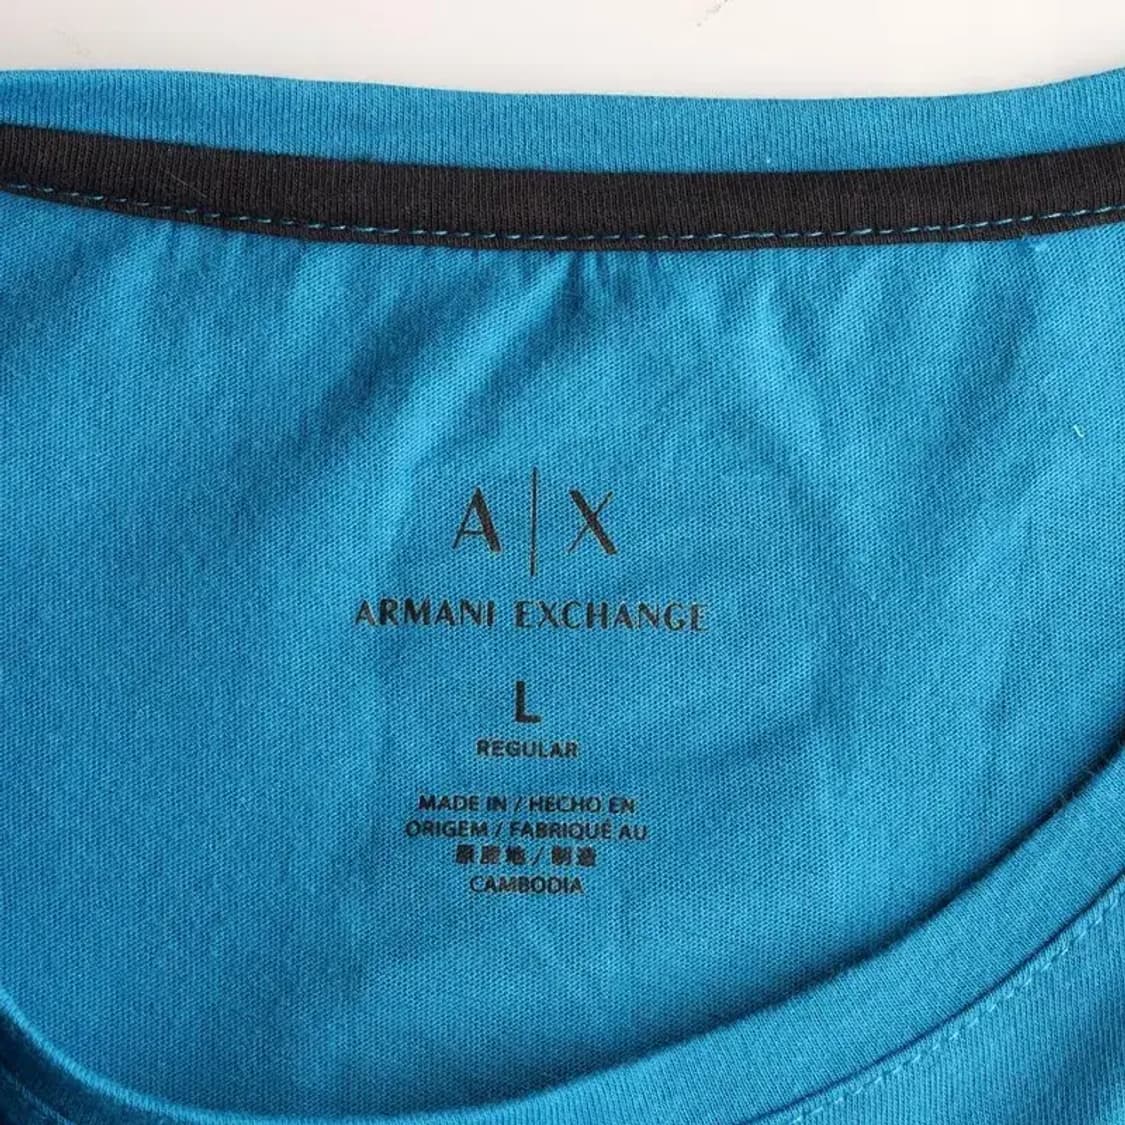 A|X
ARMANI EXCHANGE
L
REGULAR
MADE IN / HECHO EN
ORIGEM / FABRIQUÉ AU
原産地 / 制造
CAMBODIA